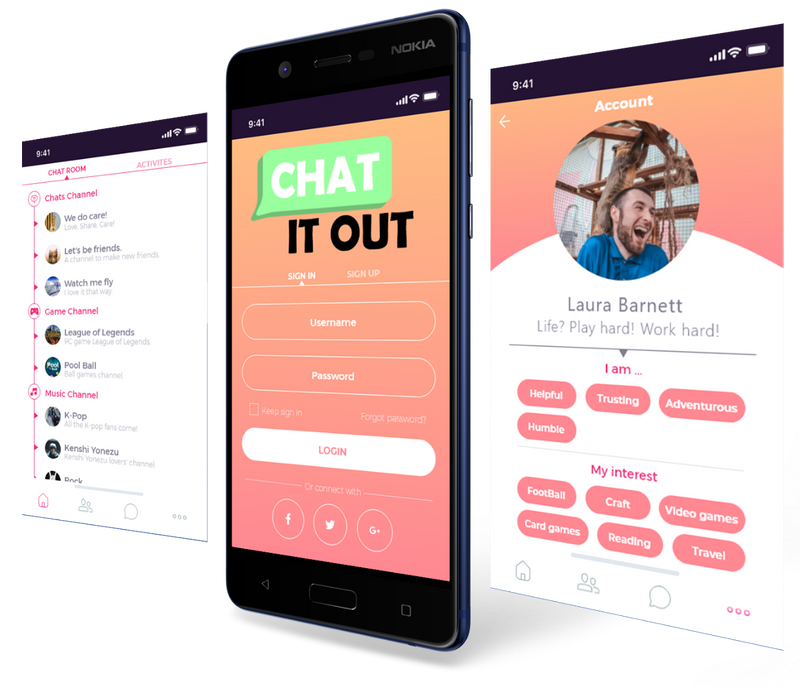 9:41
CHAT ROOM
ACTIVITES
Chats Channel
We do care!
Love, Share, Care!
Let's be friends.
A channel to make new friends
Watch me fly
I love it that way
Game Channel
League of Legends
PC game League of Legends
Pool Ball
Ball games channel
Music Channel
K-Pop
All the K-pop fans come!
Kenshi Yonezu
Kenshi Yonezu lovers' channel
Rock
NOKIA
9:41
CHAT
IT OUT
SIGN IN
SIGN UP
Username
Password
Keep sign in
Forgot password?
LOGIN
Or connect with
f
G+
9:41
Account
Laura Barnett
Life? Play hard! Work hard!
I am ...
Helpful
Trusting
Adventurous
Humble
My interest
FootBall
Craft
Video games
Card games
Reading
Travel